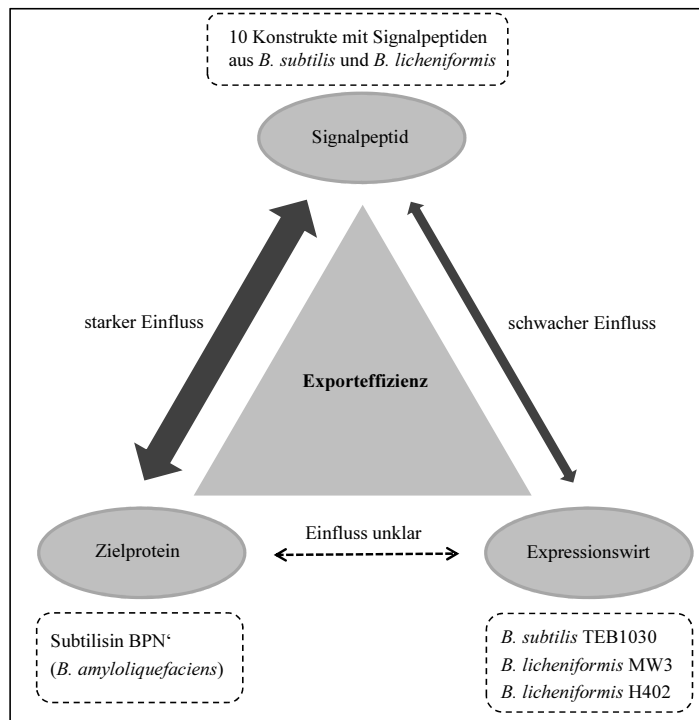 10 Konstrukte mit Signalpeptiden
aus B. subtilis und B. licheniformis
Signalpeptid
starker Einfluss
schwacher Einfluss
Exporteffizienz
Zielprotein
Einfluss unklar
Expressionswirt
Subtilisin BPN‘
(B. amyloliquefaciens)
B. subtilis TEB1030
B. licheniformis MW3
B. licheniformis H402